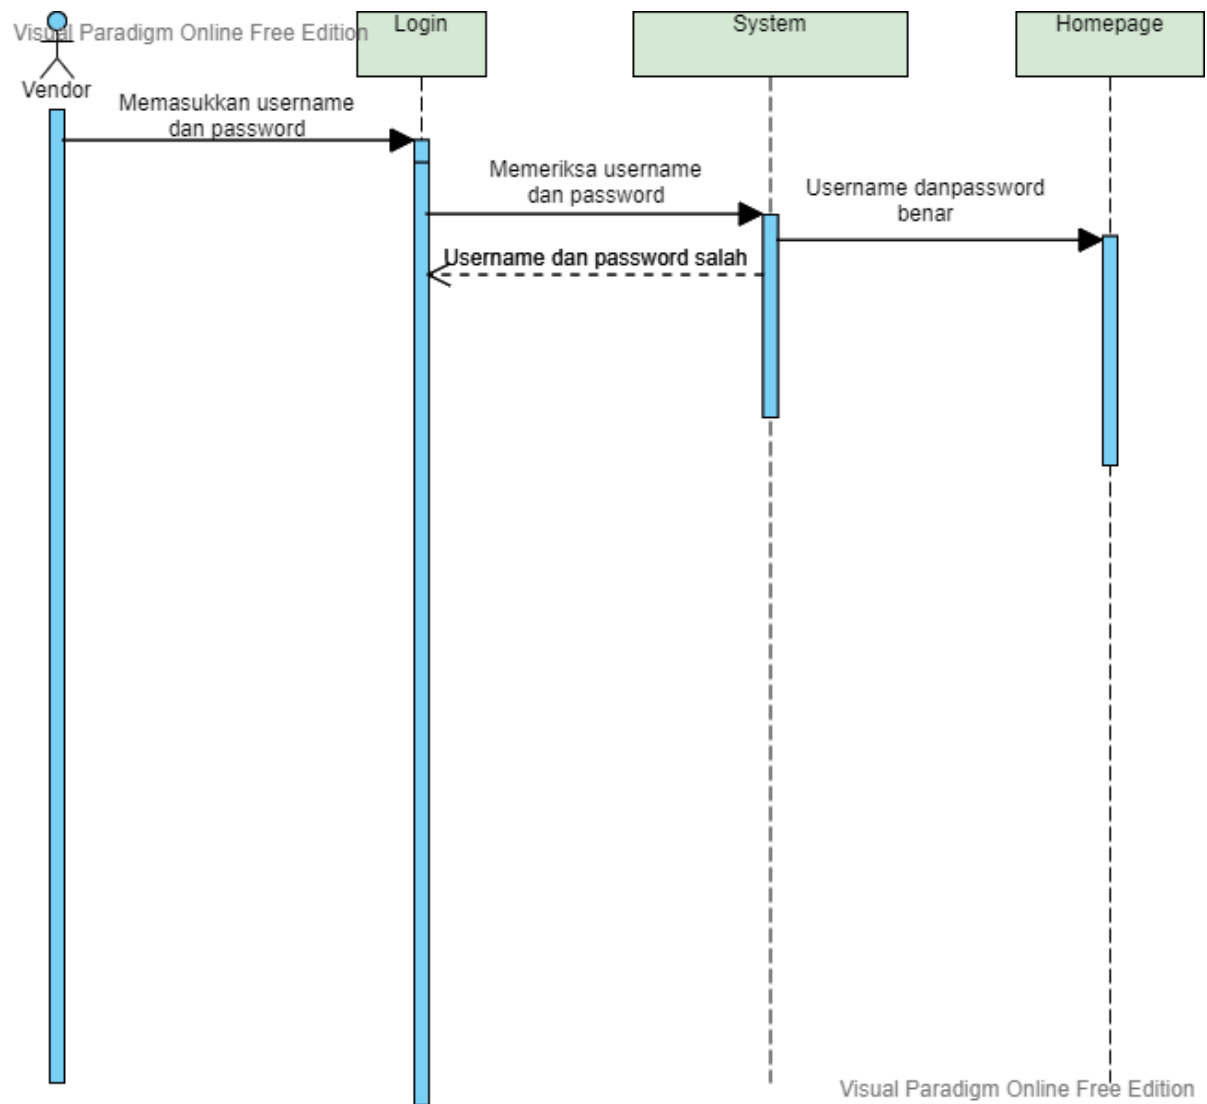 Visual Paradigm Online Free Edition
Login
System
Homepage
Vendor
Memasukkan username
dan password
Memeriksa username
dan password
Username danpassword
benar
Username dan password salah
Visual Paradigm Online Free Edition